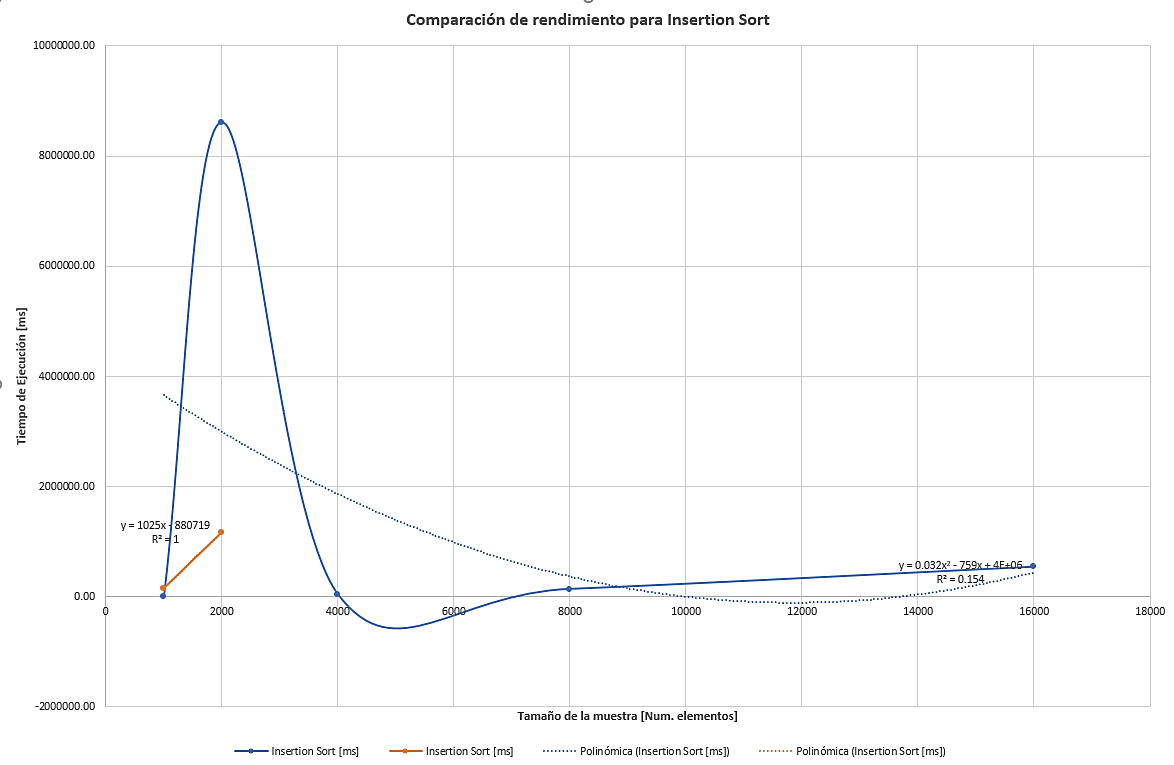 Comparación de rendimiento para Insertion Sort
10000000.00
8000000.00
6000000.00
4000000.00
2000000.00
0.00
-2000000.00
Tiempo de Ejecución [ms]
y = 1025x - 880719
R² = 1
y = 0.032x² - 759x + 4E+06
R² = 0.154
0 2000 4000 6000 8000 10000 12000 14000 16000 18000
Tamaño de la muestra [Num. elementos]
Insertion Sort [ms] Insertion Sort [ms] Polinómica (Insertion Sort [ms]) Polinómica (Insertion Sort [ms])